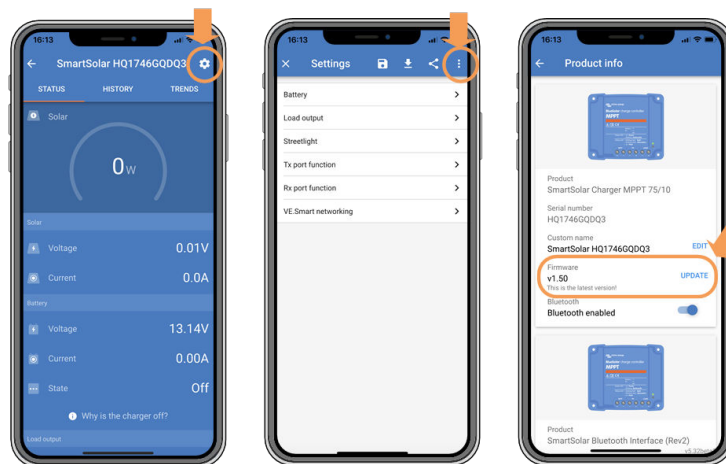 16:13
SmartSolar HQ1746GQDQ3
STATUS HISTORY TRENDS
Solar
0W
Solar
Voltage 0.01V
Current 0.0A
Battery
Voltage 13.14V
Current 0.00A
State Off
Why is the charger off?
Load output
16:13
Settings
Battery
Load output
Streetlight
Tx port function
Rx port function
VE.Smart networking
16:13
Product info
MPPT
Product
SmartSolar Charger MPPT 75/10
Serial number
HQ1746GQDQ3
Custom name
SmartSolar HQ1746GQDQ3 EDIT
Firmware
v1.50 UPDATE
This is the latest version!
Bluetooth
Bluetooth enabled
MPPT
Product
SmartSolar Bluetooth Interface (Rev2)